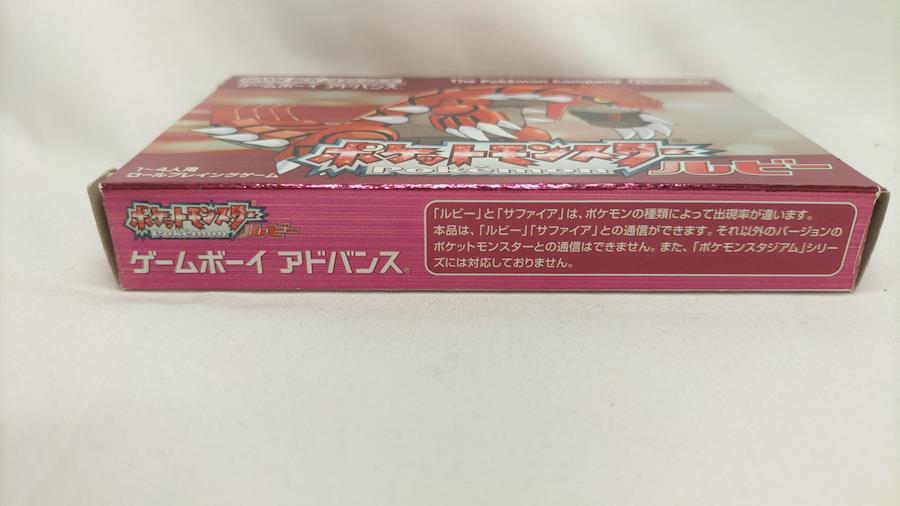 ゲームボーイ アドバンス
The Pokémon Company
ポケットモンスター®
POKéMON
ルビー
1~4人用
ロールプレイングゲーム
ポケットモンスター®
POKéMON
ルビー
ゲームボーイ アドバンス®
「ルビー」と「サファイア」は、ポケモンの種類によって出現率が違います。
本品は、「ルビー」「サファイア」との通信ができます。それ以外のバージョンの
ポケットモンスターとの通信はできません。また、「ポケモンスタジアム」シリー
ズには対応しておりません。